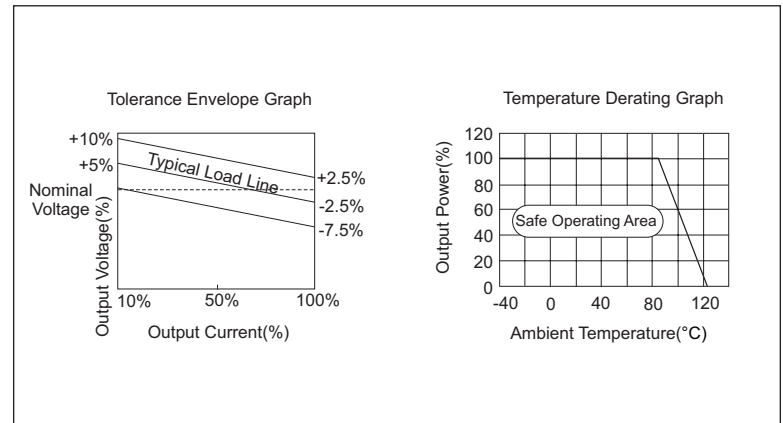 Tolerance Envelope Graph
+10%
+5%
Nominal
Voltage
Output Voltage(%)
Typical Load Line
+2.5%
-2.5%
-7.5%
10%
50%
100%
Output Current(%)
Temperature Derating Graph
Output Power(%)
120
100
80
60
40
20
0
Safe Operating Area
-40
0
40
80
120
Ambient Temperature(°C)